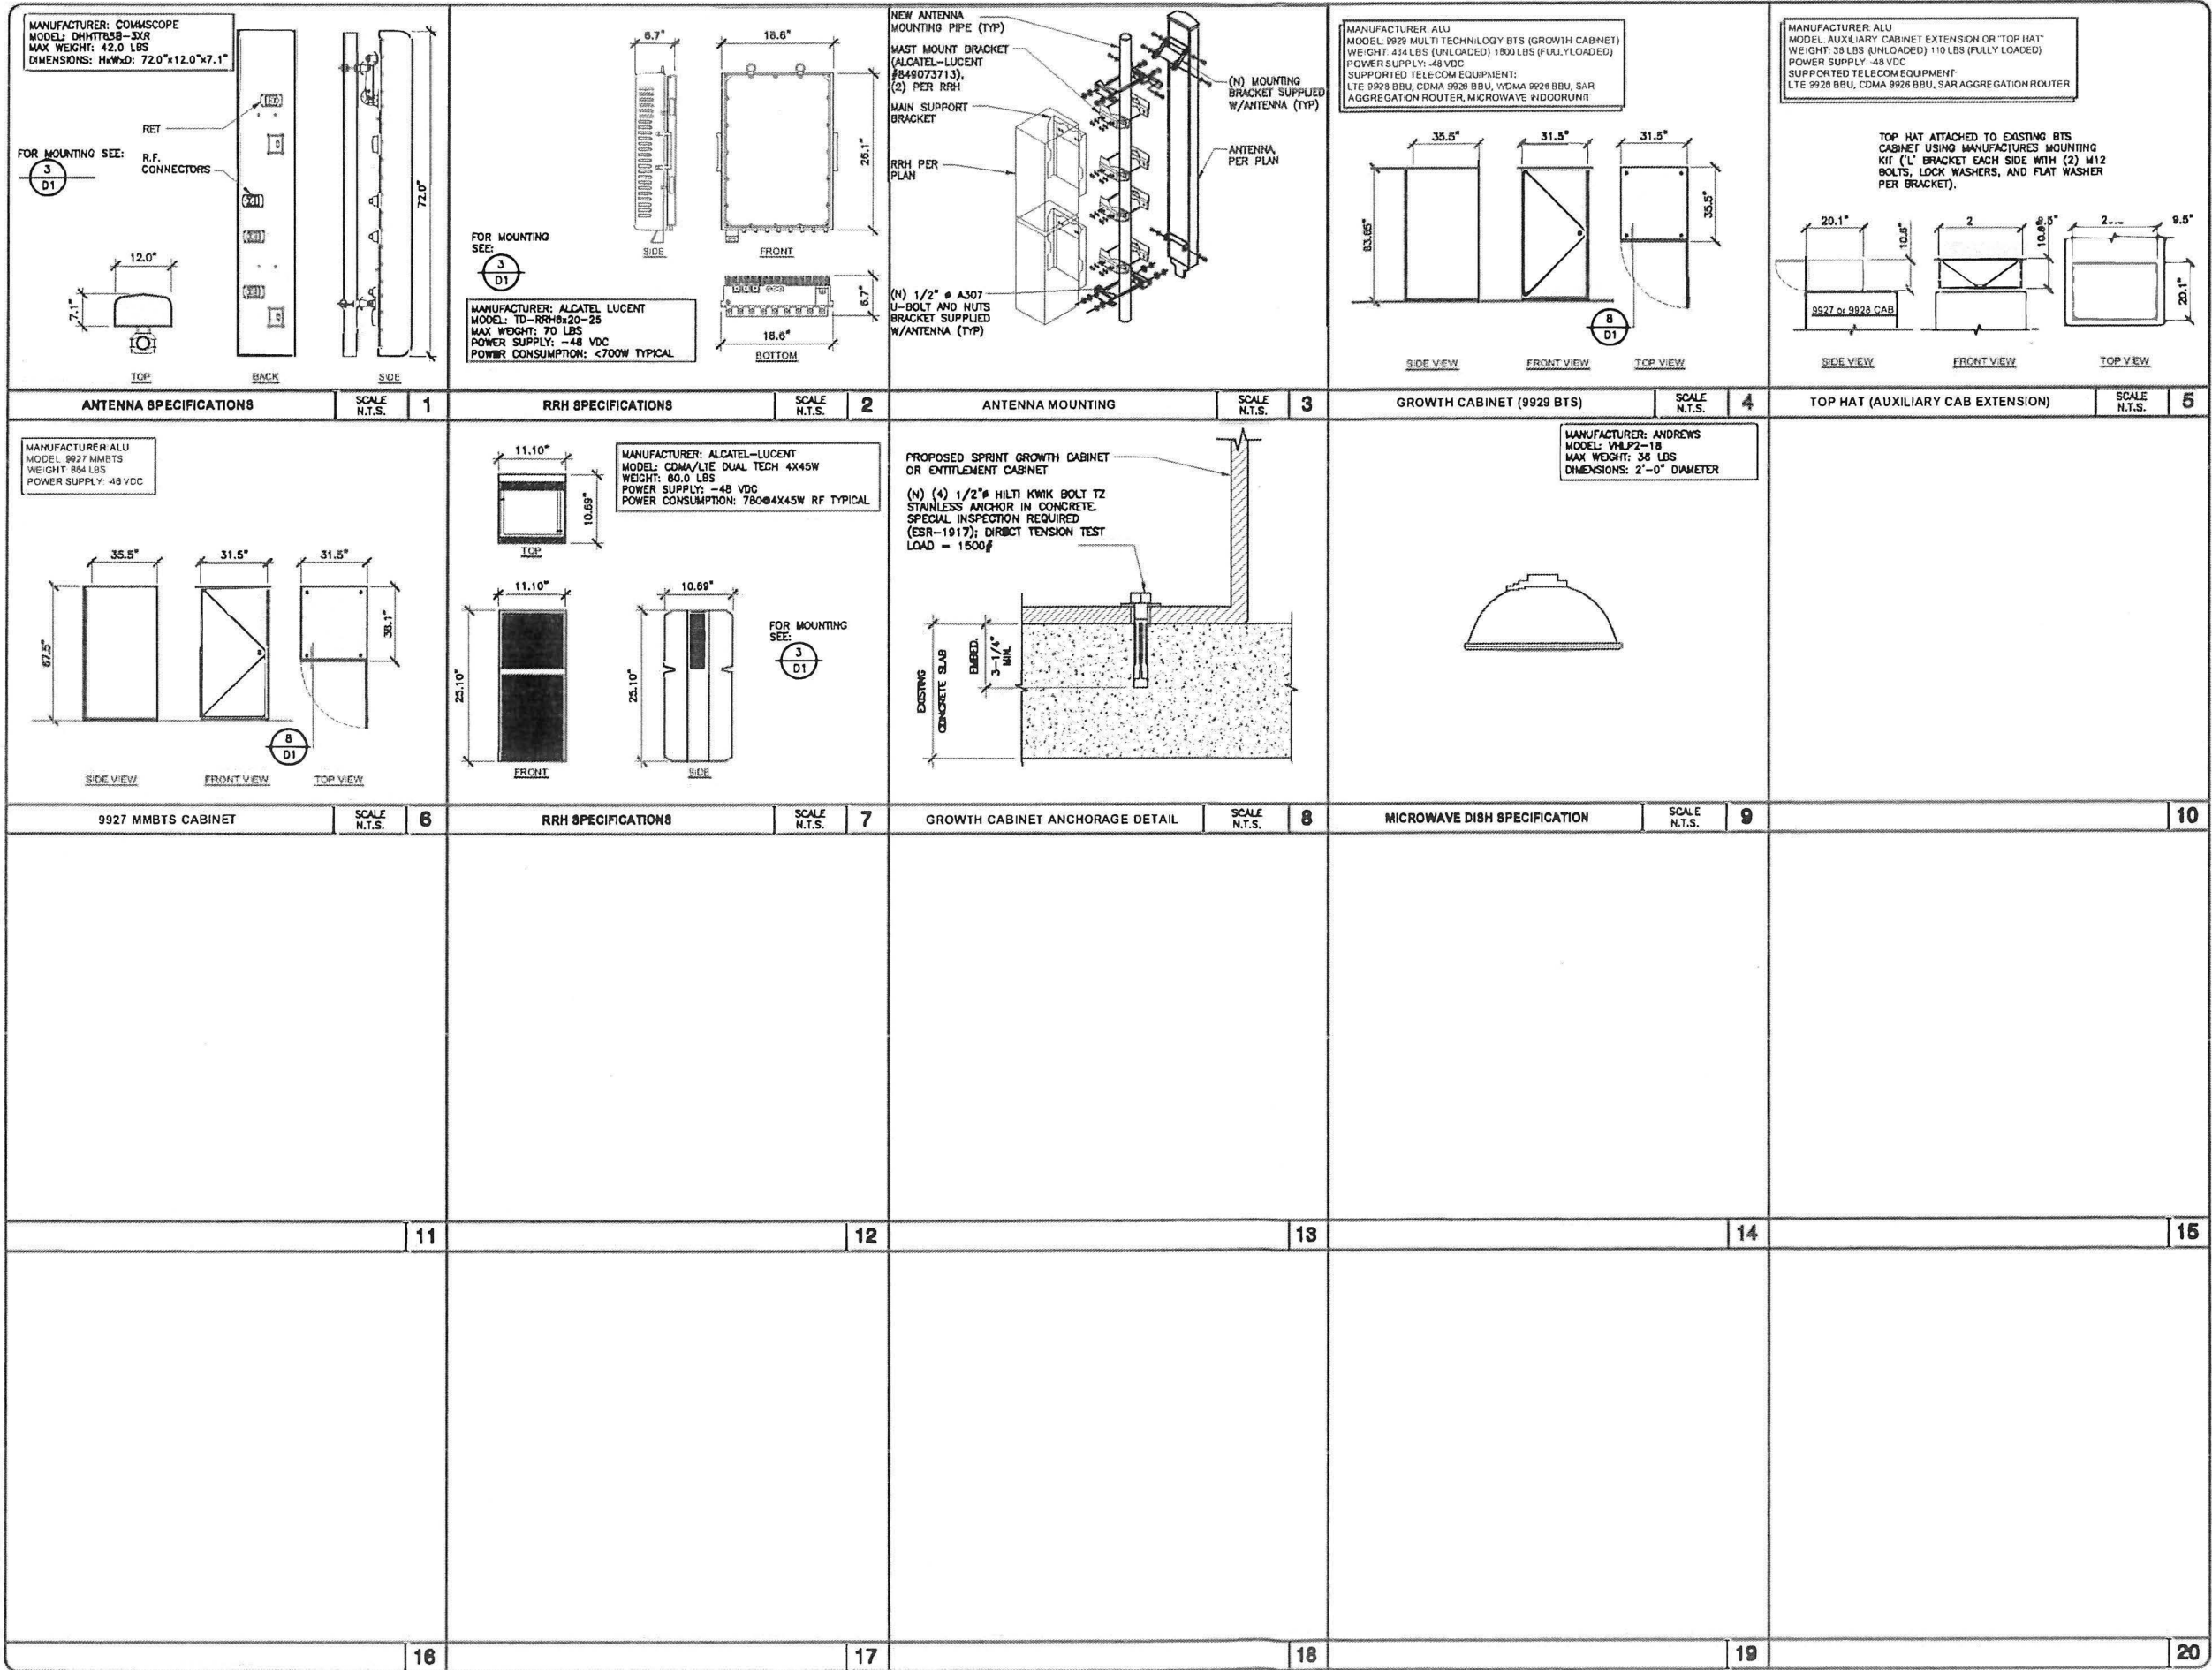 MANUFACTURER: COMMSCOPE
MODEL: DHHTT65B-3XR
MAX WEIGHT: 42.0 LBS
DIMENSIONS: HxWxD: 72.0"x12.0"x7.1"
RET
FOR MOUNTING SEE:
3
D1
R.F.
CONNECTORS
72.0"
12.0"
7.1"
TOP
BACK
SIDE
ANTENNA SPECIFICATIONS
SCALE
N.T.S.
1
6.7"
18.6"
26.1"
FOR MOUNTING
SEE:
3
D1
SIDE
FRONT
MANUFACTURER: ALCATEL LUCENT
MODEL: TD-RRH8x20-25
MAX WEIGHT: 70 LBS
POWER SUPPLY: -48 VDC
POWER CONSUMPTION: <700W TYPICAL
6.7"
18.6"
BOTTOM
RRH SPECIFICATIONS
SCALE
N.T.S.
2
NEW ANTENNA
MOUNTING PIPE (TYP)
MAST MOUNT BRACKET
(ALCATEL-LUCENT
#849073713),
(2) PER RRH
MAIN SUPPORT
BRACKET
RRH PER
PLAN
(N) MOUNTING
BRACKET SUPPLIED
W/ANTENNA (TYP)
ANTENNA,
PER PLAN
(N) 1/2" ø A307
U-BOLT AND NUTS
BRACKET SUPPLIED
W/ANTENNA (TYP)
ANTENNA MOUNTING
SCALE
N.T.S.
3
MANUFACTURER: ALU
MODEL: 9929 MULTI TECHNILOGY BTS (GROWTH CABINET)
WEIGHT: 434 LBS (UNLOADED) 1800 LBS (FULLYLOADED)
POWER SUPPLY: -48 VDC
SUPPORTED TELECOM EQUIPMENT:
LTE 9928 BBU, CDMA 9926 BBU, WDMA 9926 BBU, SAR
AGGREGATION ROUTER, MICROWAVE INDOORUNIT
35.5"
31.5"
31.5"
63.65"
35.5"
8
D1
SIDE VIEW
FRONT VIEW
TOP VIEW
GROWTH CABINET (9929 BTS)
SCALE
N.T.S.
4
MANUFACTURER: ALU
MODEL: AUXILIARY CABINET EXTENSION OR "TOP HAT"
WEIGHT: 38 LBS (UNLOADED) 110 LBS (FULLY LOADED)
POWER SUPPLY: -48 VDC
SUPPORTED TELECOM EQUIPMENT:
LTE 9926 BBU, CDMA 9926 BBU, SAR AGGREGATION ROUTER
TOP HAT ATTACHED TO EXISTING BTS
CABINET USING MANUFACTURES MOUNTING
KIT ('L' BRACKET EACH SIDE WITH (2) M12
BOLTS, LOCK WASHERS, AND FLAT WASHER
PER BRACKET).
20.1"
2
9.5"
10.6"
9.5"
20.1"
9927 or 9928 CAB
SIDE VIEW
FRONT VIEW
TOP VIEW
TOP HAT (AUXILIARY CAB EXTENSION)
SCALE
N.T.S.
5
MANUFACTURER: ALU
MODEL: 9927 MMBTS
WEIGHT: 864 LBS
POWER SUPPLY: -48 VDC
35.5"
31.5"
31.5"
67.5"
38.1"
8
D1
SIDE VIEW
FRONT VIEW
TOP VIEW
9927 MMBTS CABINET
SCALE
N.T.S.
6
11.10"
10.69"
TOP
MANUFACTURER: ALCATEL-LUCENT
MODEL: CDMA/LTE DUAL TECH 4X45W
WEIGHT: 60.0 LBS
POWER SUPPLY: -48 VDC
POWER CONSUMPTION: 780@4X45W RF TYPICAL
11.10"
10.69"
25.10"
25.10"
FOR MOUNTING
SEE:
3
D1
FRONT
SIDE
RRH SPECIFICATIONS
SCALE
N.T.S.
7
PROPOSED SPRINT GROWTH CABINET
OR ENTITLEMENT CABINET
(N) (4) 1/2"ø HILTI KWIK BOLT TZ
STAINLESS ANCHOR IN CONCRETE.
SPECIAL INSPECTION REQUIRED
(ESR-1917); DIRECT TENSION TEST
LOAD = 1600#
EXISTING
CONCRETE SLAB
EMBED.
3-1/4"
MIN.
GROWTH CABINET ANCHORAGE DETAIL
SCALE
N.T.S.
8
MANUFACTURER: ANDREWS
MODEL: VHLP2-18
MAX WEIGHT: 36 LBS
DIMENSIONS: 2'-0" DIAMETER
MICROWAVE DISH SPECIFICATION
SCALE
N.T.S.
9
10
11
12
13
14
15
16
17
18
19
20